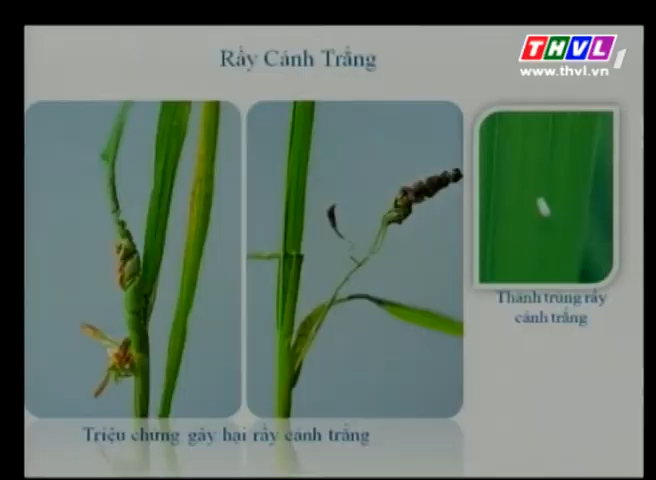 Rầy Cánh Trắng
THVL1
www.thvl.vn
Thành trùng rầy
cánh trắng
Triệu chứng gây hại rầy cánh trắng